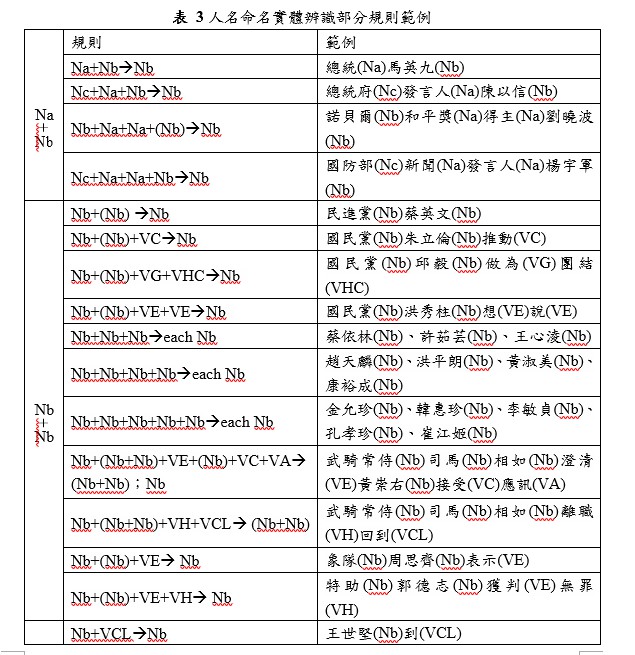 表 3 人名命名實體辨識部分規則範例
規則 範例
Na+Nb→Nb 總統(Na)馬英九(Nb)
Nc+Na+Nb→Nb 總統府(Nc)發言人(Na)陳以信(Nb)
Na
+
Nb
Nb+Na+Na+(Nb)→Nb 諾貝爾(Nb)和平獎(Na)得主(Na)劉曉波
(Nb)
Nc+Na+Na+Nb→Nb 國防部(Nc)新聞(Na)發言人(Na)楊宇軍
(Nb)
Nb+(Nb) →Nb 民進黨(Nb)蔡英文(Nb)
Nb+(Nb)+VC→Nb 國民黨(Nb)朱立倫(Nb)推動(VC)
Nb+(Nb)+VG+VHC→Nb 國民黨(Nb)邱毅(Nb)做為(VG)團結
(VHC)
Nb+(Nb)+VE+VE→Nb 國民黨(Nb)洪秀柱(Nb)想(VE)說(VE)
Nb+Nb+Nb→each Nb 蔡依林(Nb)、許茹芸(Nb)、王心淩(Nb)
Nb+Nb+Nb+Nb→each Nb 趙天麟(Nb)、洪平朗(Nb)、黃淑美(Nb)、
康裕成(Nb)
Nb
+
Nb
Nb+Nb+Nb+Nb+Nb→each Nb 金允珍(Nb)、韓惠珍(Nb)、李敏貞(Nb)、
孔孝珍(Nb)、崔江姬(Nb)
Nb+(Nb+Nb)+VE+(Nb)+VC+VA→ 武騎常侍(Nb)司馬(Nb)相如(Nb)澄清
(Nb+Nb);Nb (VE)黃崇右(Nb)接受(VC)應訊(VA)
Nb+(Nb+Nb)+VH+VCL→ (Nb+Nb) 武騎常侍(Nb)司馬(Nb)相如(Nb)離職
(VH)回到(VCL)
Nb+(Nb)+VE→ Nb 象隊(Nb)周思齊(Nb)表示(VE)
Nb+(Nb)+VE+VH→ Nb 特助(Nb)郭德志(Nb)獲判(VE)無罪
(VH)
Nb+VCL→Nb 王世堅(Nb)到(VCL)